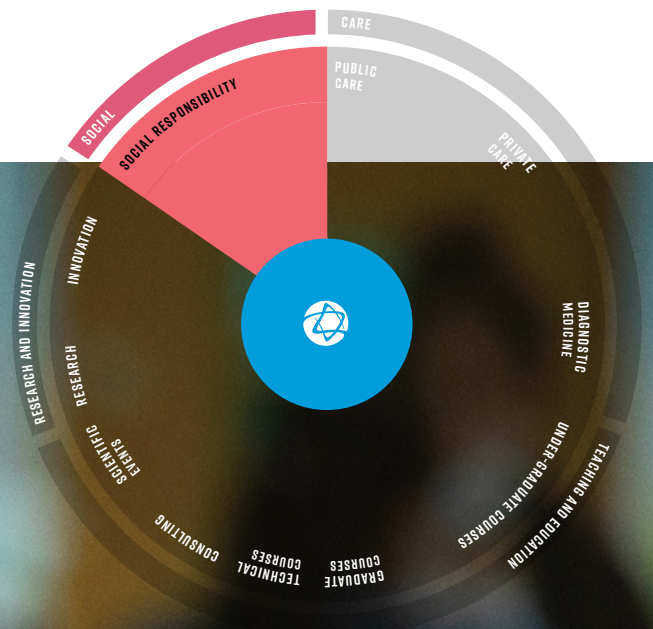 CARE
PUBLIC
CARE
PRIVATE
CARE
DIAGNOSTIC
MEDICINE
TEACHING AND EDUCATION
UNDER-GRADUATE COURSES
GRADUATE
COURSES
TECHNICAL
COURSES
CONSULTING
SCIENTIFIC
EVENTS
RESEARCH AND INNOVATION
RESEARCH
INNOVATION
SOCIAL
SOCIAL RESPONSIBILITY